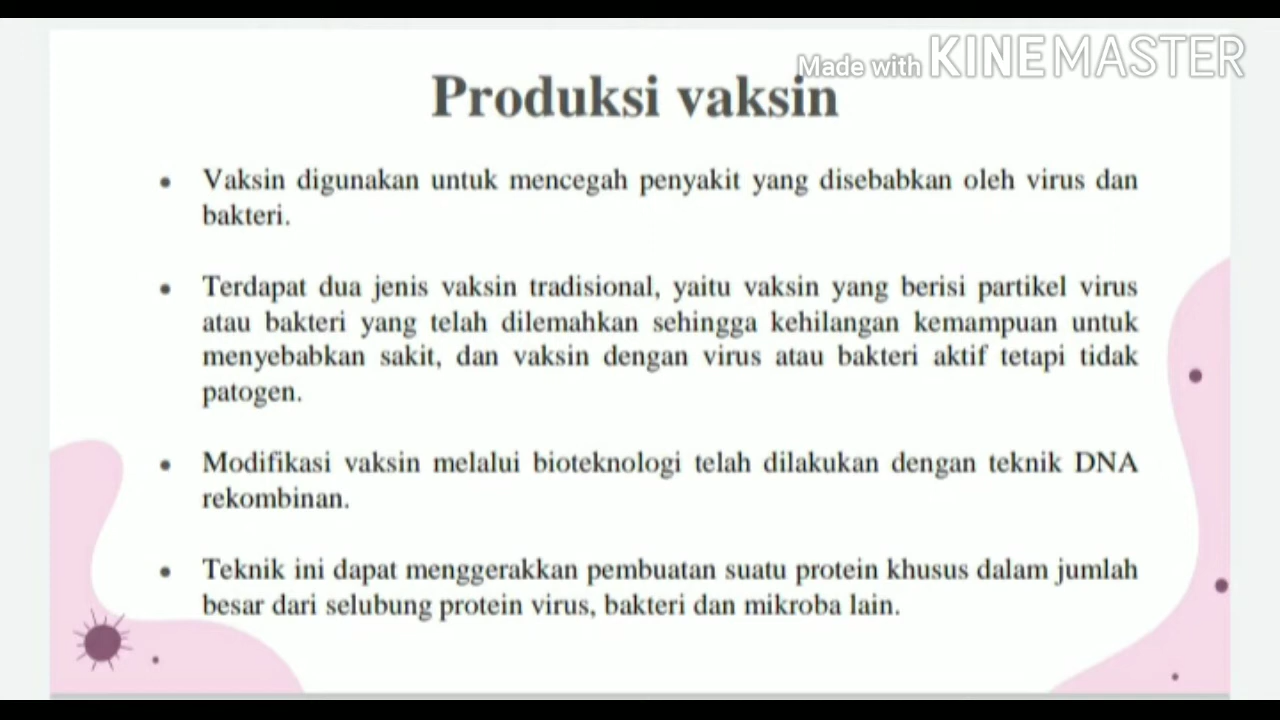 Made with KINEMASTER
Produksi vaksin
• Vaksin digunakan untuk mencegah penyakit yang disebabkan oleh virus dan
bakteri.
• Terdapat dua jenis vaksin tradisional, yaitu vaksin yang berisi partikel virus
atau bakteri yang telah dilemahkan sehingga kehilangan kemampuan untuk
menyebabkan sakit, dan vaksin dengan virus atau bakteri aktif tetapi tidak
patogen.
• Modifikasi vaksin melalui bioteknologi telah dilakukan dengan teknik DNA
rekombinan.
• Teknik ini dapat menggerakkan pembuatan suatu protein khusus dalam jumlah
besar dari selubung protein virus, bakteri dan mikroba lain.